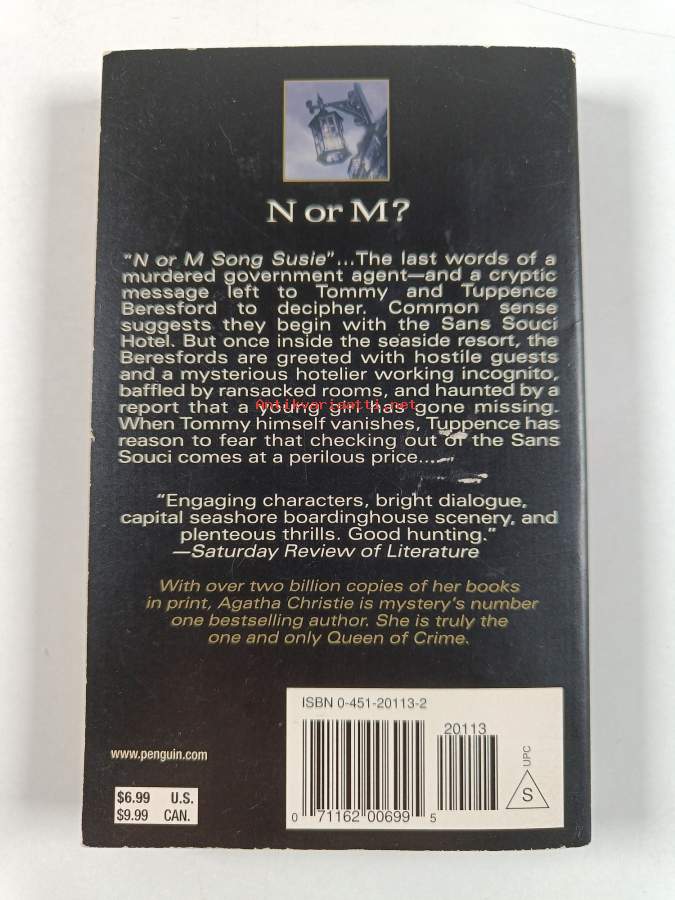 N or M?
"N or M Song Susie"...The last words of a
murdered government agent—and a cryptic
message left to Tommy and Tuppence
Beresford to decipher. Common sense
suggests they begin with the Sans Souci
Hotel. But once inside the seaside resort, the
Beresfords are greeted with hostile guests
and a mysterious hotelier working incognito,
baffled by ransacked rooms, and haunted by a
report that a young girl has gone missing.
Antikvariantti.net
When Tommy himself vanishes, Tuppence has
reason to fear that checking out of the Sans
Souci comes at a perilous price....
"Engaging characters, bright dialogue,
capital seashore boardinghouse scenery, and
plenteous thrills. Good hunting."
—Saturday Review of Literature
With over two billion copies of her books
in print, Agatha Christie is mystery's number
one bestselling author. She is truly the
one and only Queen of Crime.
ISBN 0-451-20113-2
20113
UPC
S
0 71162 00699 5
www.penguin.com
$6.99 U.S.
$9.99 CAN.